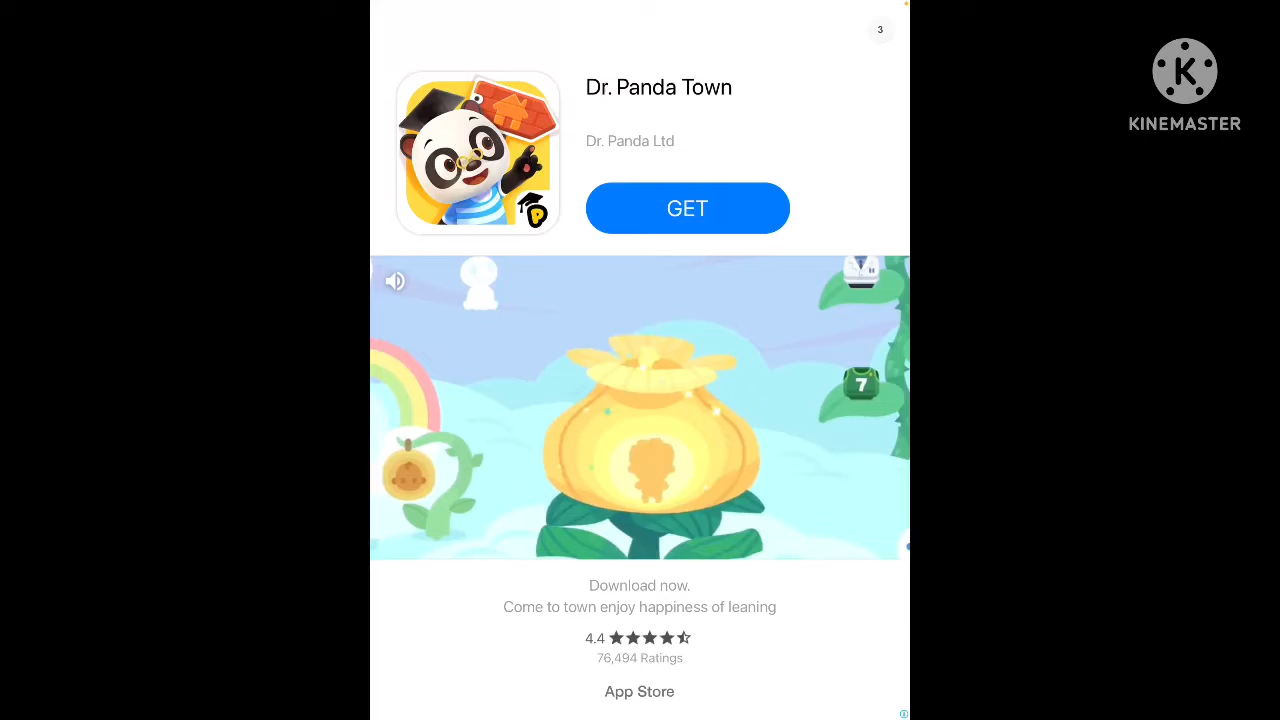 3
Dr. Panda Town
Dr. Panda Ltd
GET
K
KINEMASTER
P
7
Download now.
Come to town enjoy happiness of leaning
4.4
76,494 Ratings
App Store